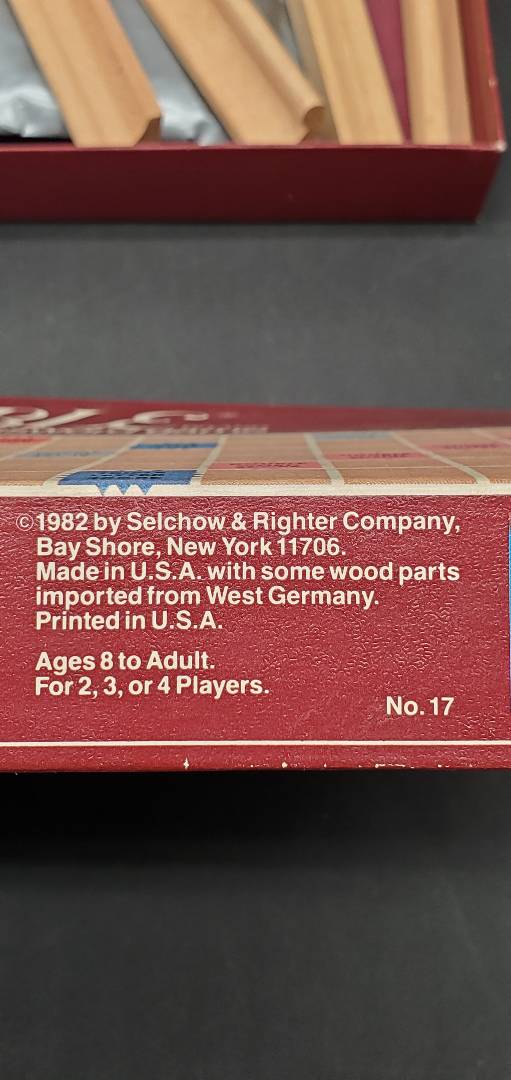 ©1982 by Selchow & Righter Company,
Bay Shore, New York 11706.
Made in U.S.A. with some wood parts
imported from West Germany.
Printed in U.S.A.
Ages 8 to Adult.
For 2, 3, or 4 Players.
No. 17